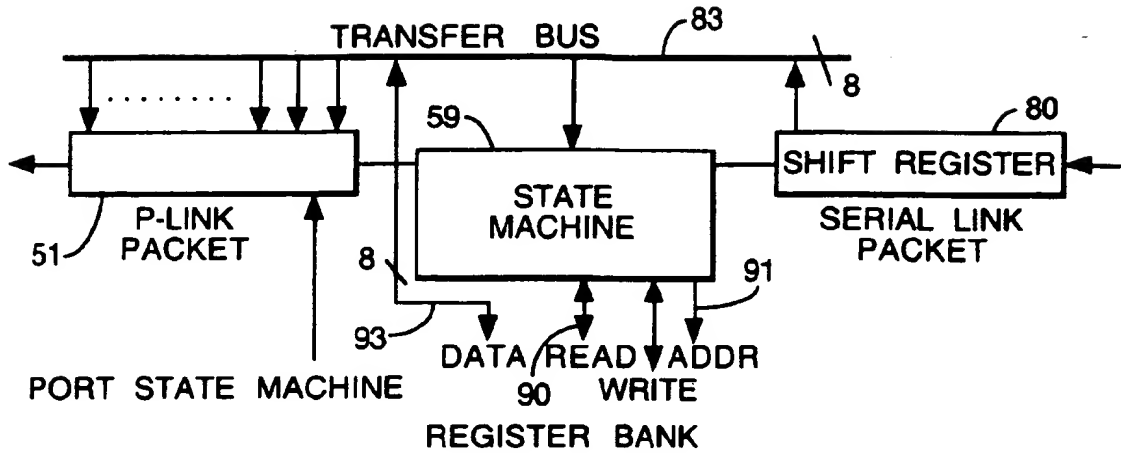 TRANSFER BUS
83
8
59
80
STATE MACHINE
SHIFT REGISTER
51
P-LINK PACKET
SERIAL LINK PACKET
8
91
93
DATA READ ADDR
90
WRITE
PORT STATE MACHINE
REGISTER BANK